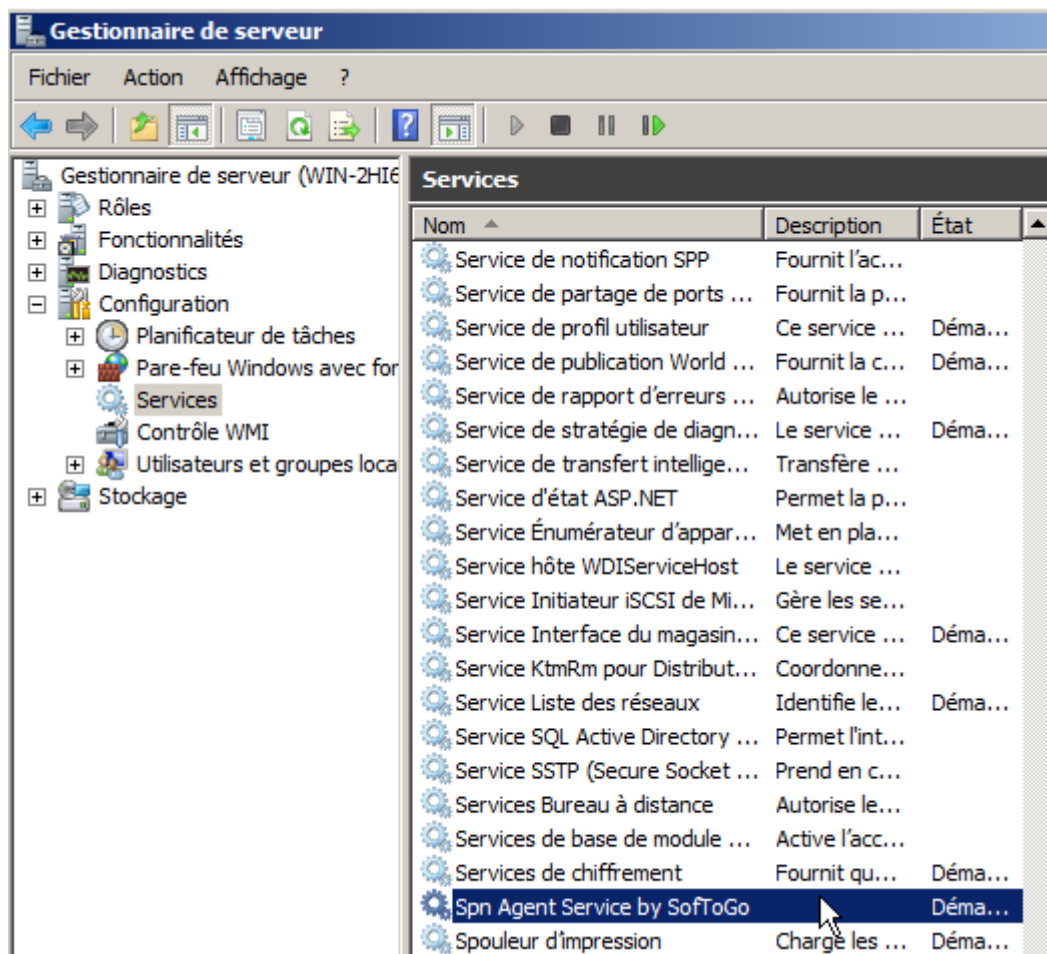 Gestionnaire de serveur
Fichier Action Affichage ?
Gestionnaire de serveur (WIN-2HI6
Rôles
Fonctionnalités
Diagnostics
Configuration
Planificateur de tâches
Pare-feu Windows avec for
Services
Contrôle WMI
Utilisateurs et groupes loca
Stockage
Services
Nom Description État
Service de notification SPP Fournit l’ac...
Service de partage de ports ... Fournit la p...
Service de profil utilisateur Ce service ... Déma...
Service de publication World ... Fournit la c... Déma...
Service de rapport d’erreurs ... Autorise le ...
Service de stratégie de diagn... Le service ... Déma...
Service de transfert intellige... Transfère ...
Service d'état ASP.NET Permet la p...
Service Énumérateur d’appar... Met en pla...
Service hôte WDIServiceHost Le service ...
Service Initiateur iSCSI de Mi... Gère les se...
Service Interface du magasin... Ce service ... Déma...
Service KtmRm pour Distribut... Coordonne...
Service Liste des réseaux Identifie le... Déma...
Service SQL Active Directory ... Permet l'int...
Service SSTP (Secure Socket ... Prend en c...
Services Bureau à distance Autorise le...
Services de base de module ... Active l’acc...
Services de chiffrement Fournit qu... Déma...
Spn Agent Service by SofToGo Déma...
Spouleur d’impression Charge les ... Déma...